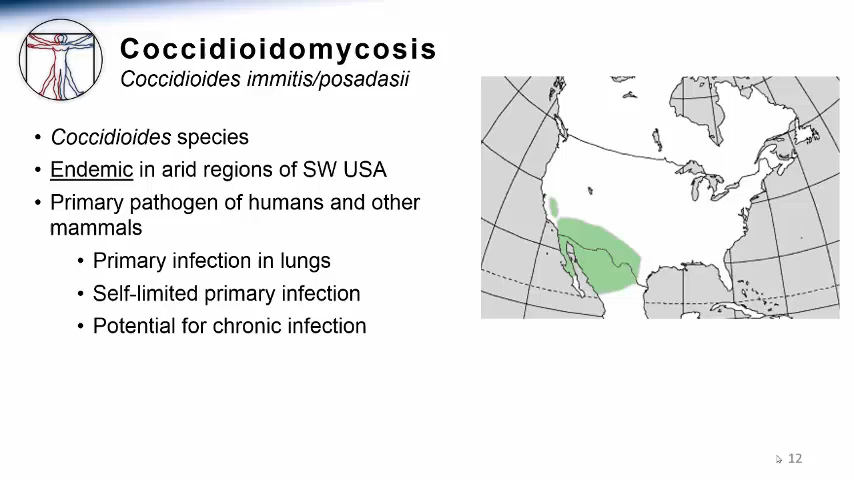 Coccidioidomycosis
Coccidioides immitis/posadasii
• Coccidioides species
• Endemic in arid regions of SW USA
• Primary pathogen of humans and other
mammals
• Primary infection in lungs
• Self-limited primary infection
• Potential for chronic infection
12